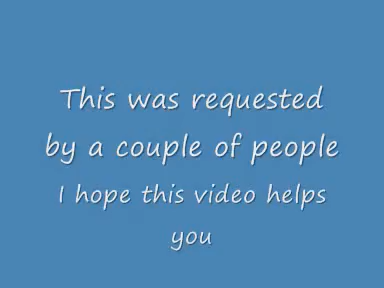 This was requested
by a couple of people
I hope this video helps
you